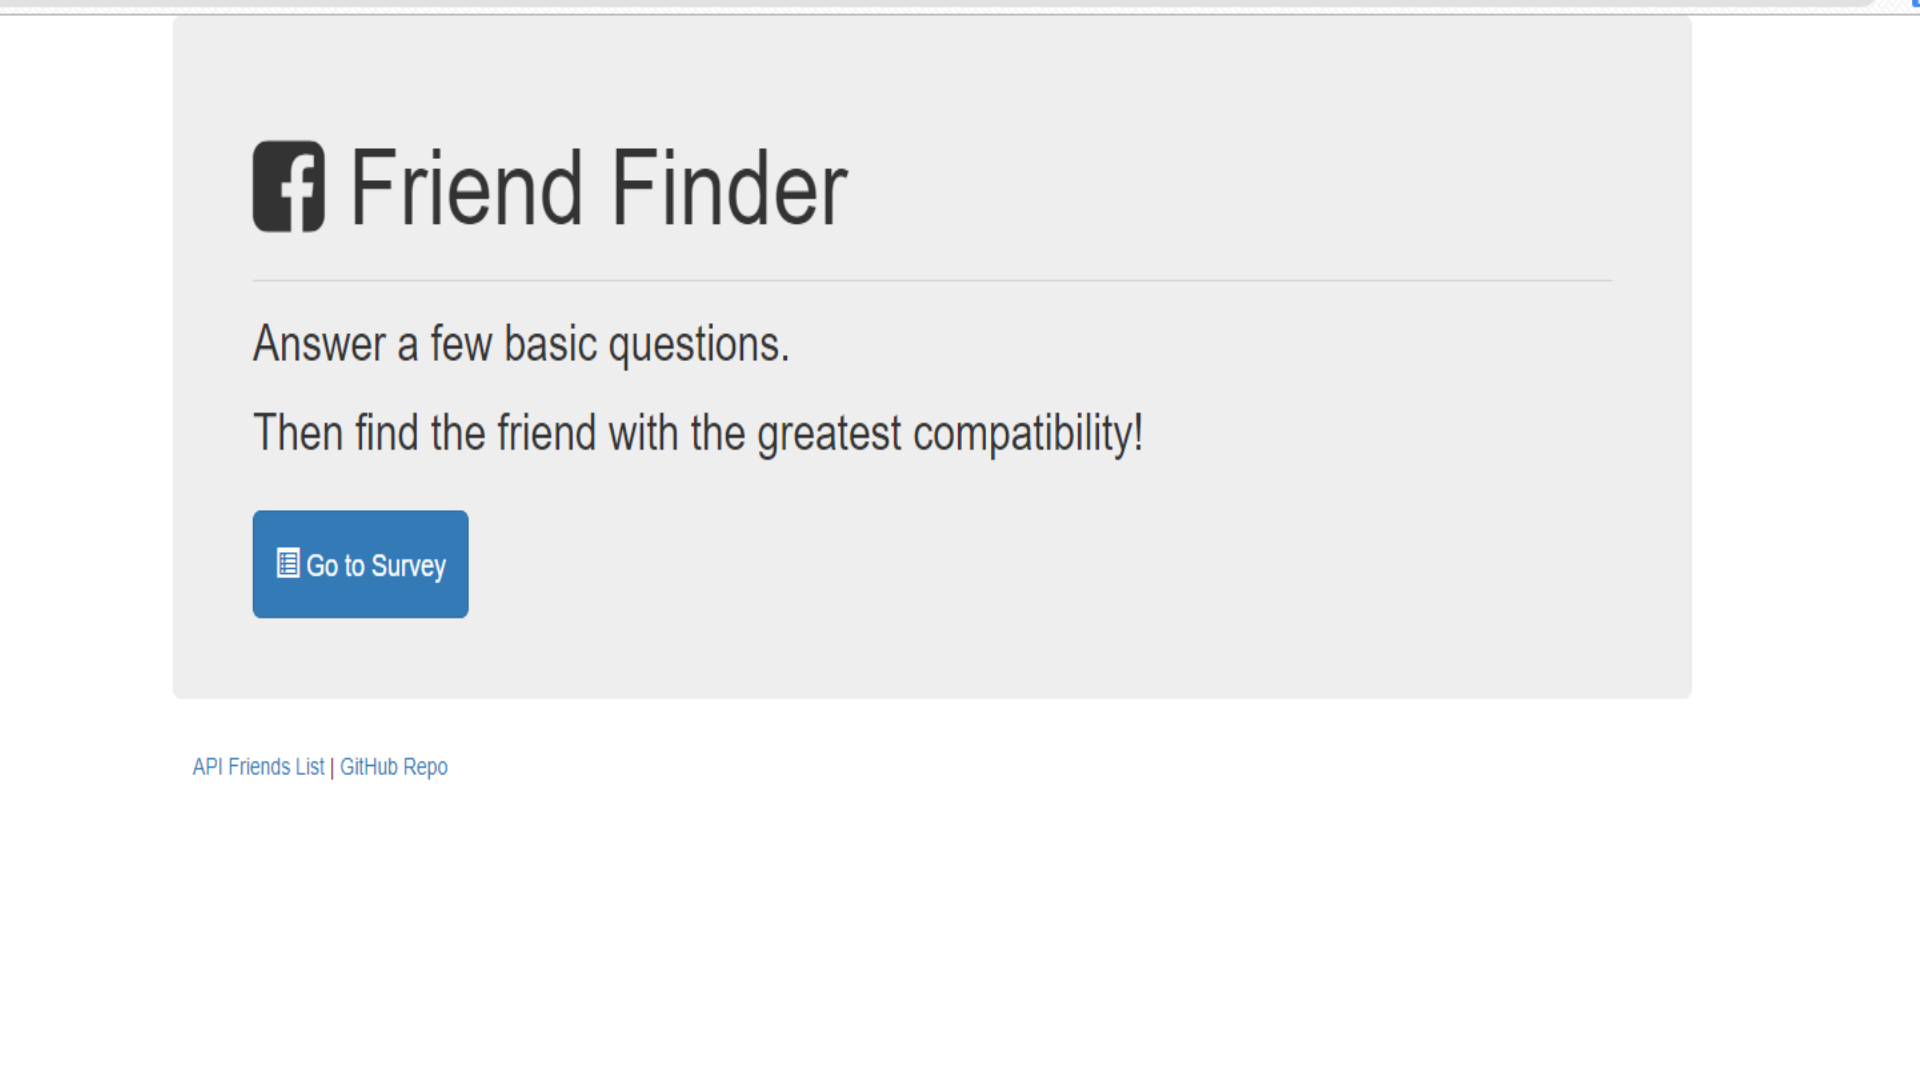 Friend Finder
Answer a few basic questions.
Then find the friend with the greatest compatibility!
Go to Survey
API Friends List | GitHub Repo